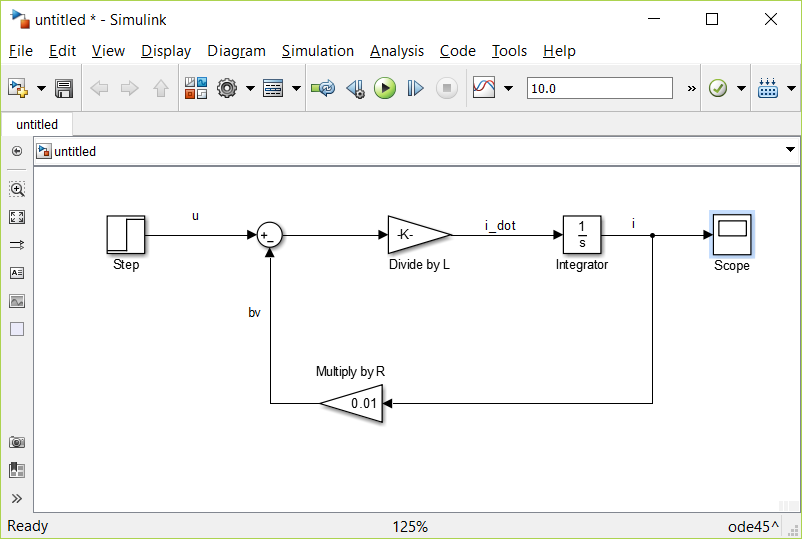 untitled * - Simulink
File Edit View Display Diagram Simulation Analysis Code Tools Help
10.0 »
untitled
untitled
u
+
−
-K-
Divide by L
i_dot
1
s
Integrator
i
Step
Scope
bv
Multiply by R
0.01
Ready 125% ode45^